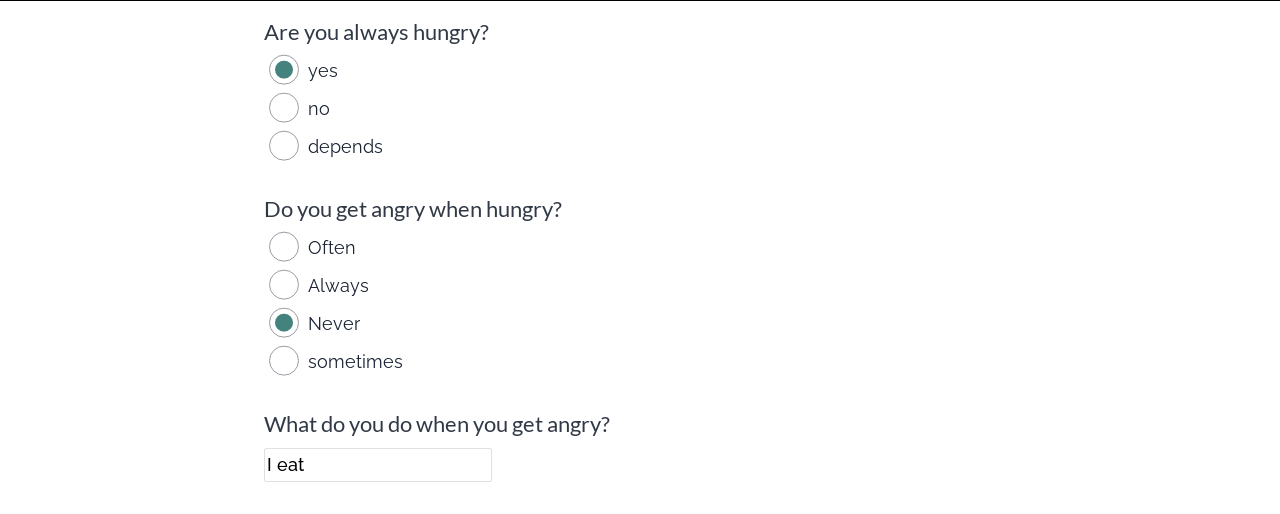 Are you always hungry?
yes
no
depends
Do you get angry when hungry?
Often
Always
Never
sometimes
What do you do when you get angry?
I eat